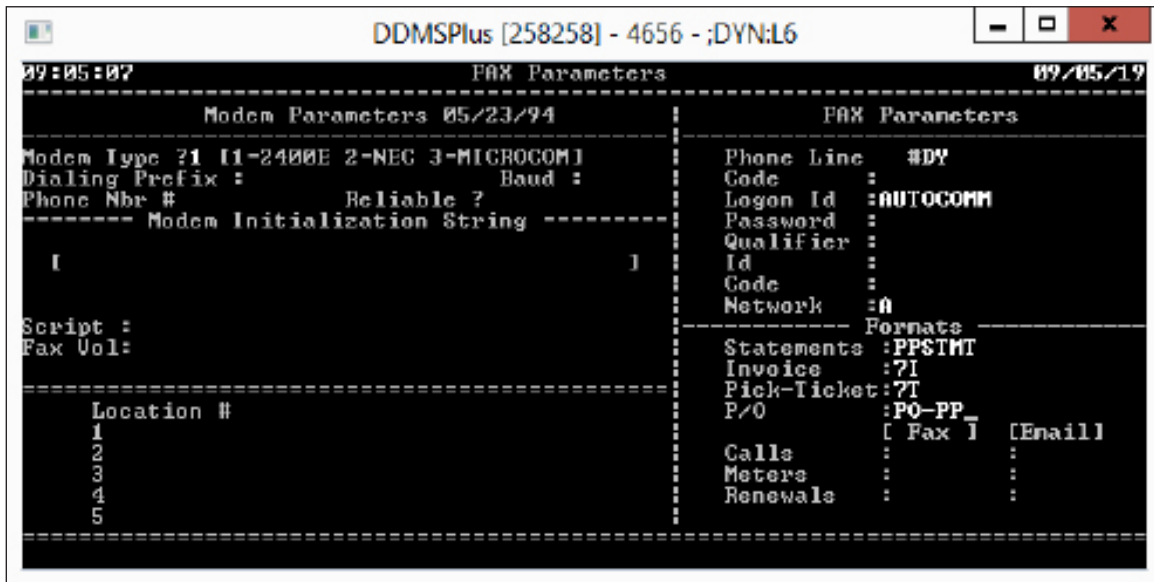 DDMSPlus [258258] - 4656 - ;DYN:L6
09:05:07 FAX Parameters 09/05/19
Modem Parameters 05/23/94
FAX Parameters
Modem Type ?1 [1-2400E 2-NEC 3-MICROCOM]
Dialing Prefix : Baud :
Phone Nbr # Reliable ?
-------- Modem Initialization String ---------
[ ]
Script :
Fax Vol:
Location #
1
2
3
4
5
Phone Line #DY
Code :
Logon Id :AUTOCOMM
Password :
Qualifier :
Id :
Code :
Network :A
------------ Formats ------------
Statements :PPSTMT
Invoice :?I
Pick-Ticket:?T
P/O :PO-PP_
[ Fax ] [Email]
Calls : :
Meters : :
Renewals : :